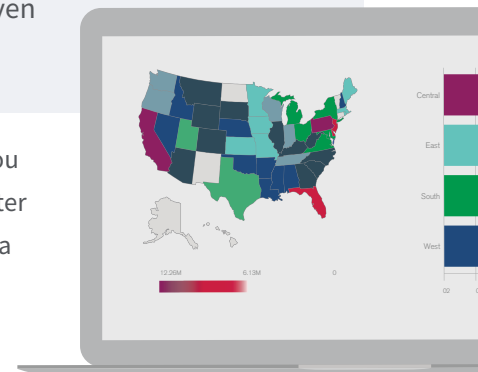 ven
ou
ter
a
Central
East
South
West
12.26M 6.13M 0
02